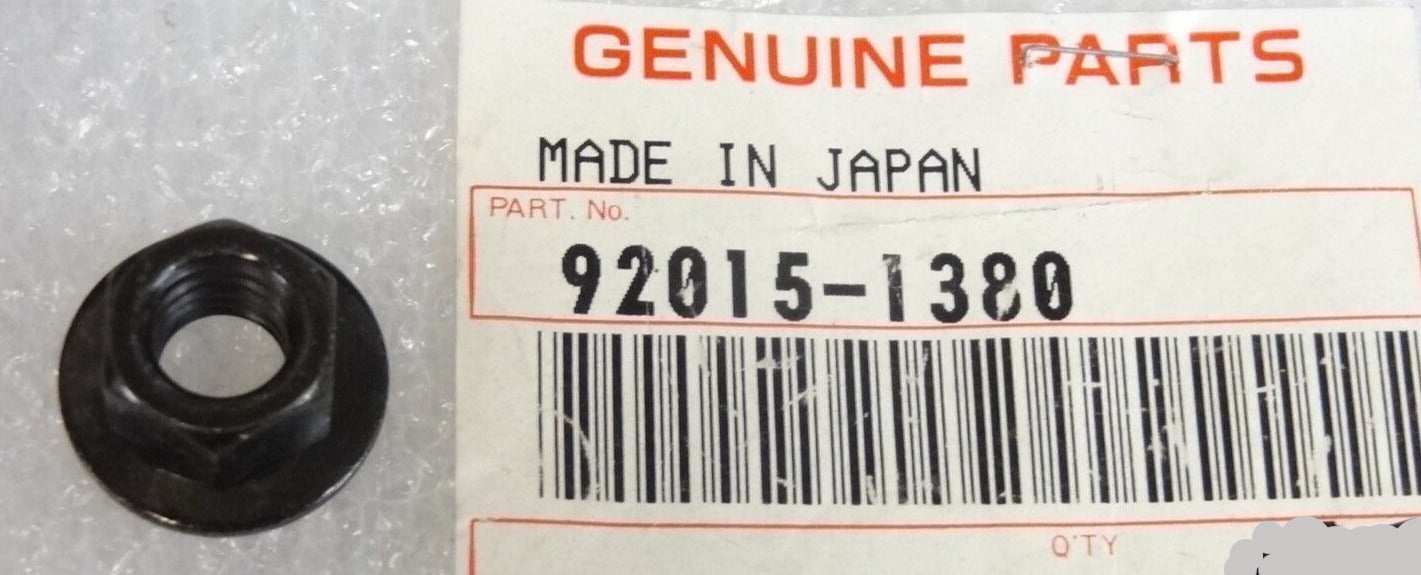 GENUINE PARTS
MADE IN JAPAN
PART. No.
92015-1380
Q'TY